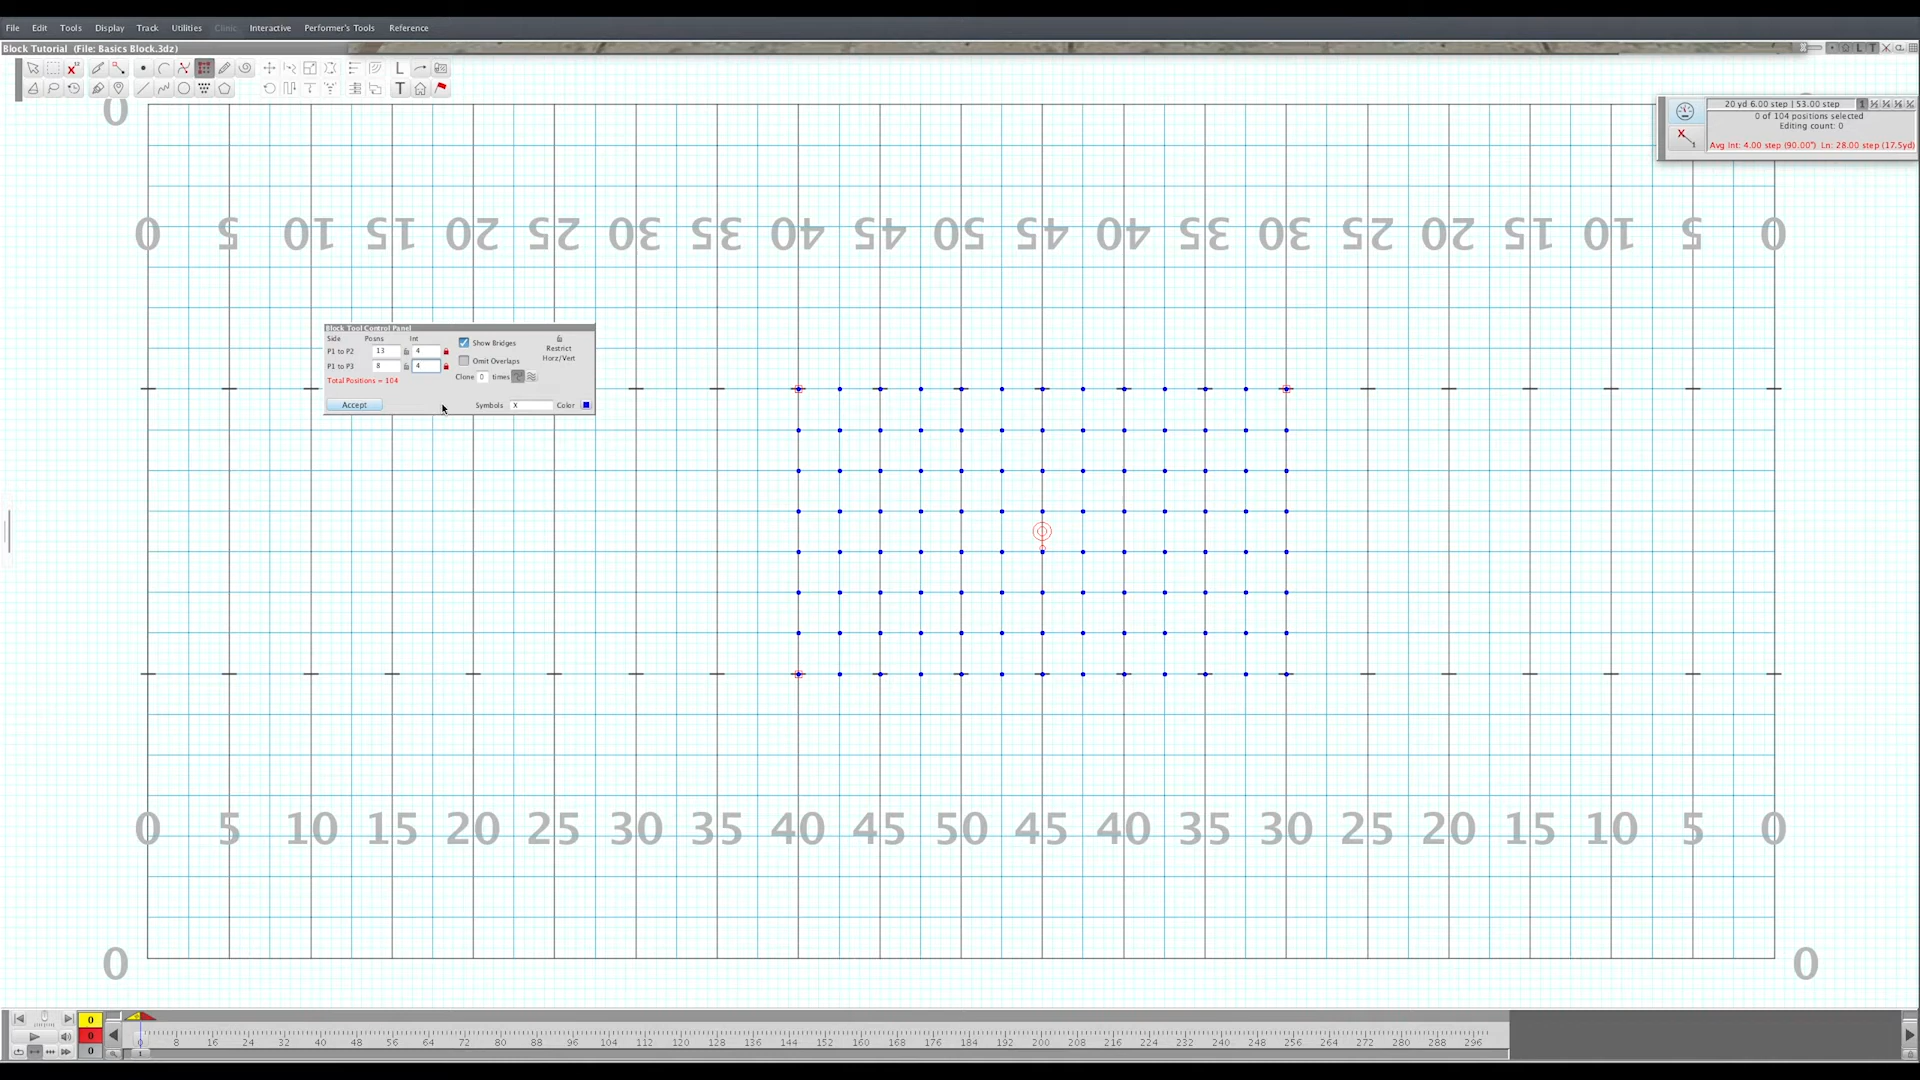 File Edit Tools Display Track Utilities Clinic Interactive Performer's Tools Reference
Block Tutorial (File: Basics Block.3dz)
L
T
0
20 yd 6.00 step | 53.00 step 1
0 of 104 positions selected
Editing count: 0
Avg Int: 4.00 step (90.00°) Ln: 28.00 step (17.5yd)
0 5 10 15 20 25 30 35 40 45 50 45 40 35 30 25 20 15 10 5 0
Block Tool Control Panel
Side Posns Int
P1 to P2 13 4
P1 to P3 8 4
Total Positions = 104
Show Bridges
Omit Overlaps
Clone 0 times
Restrict
Horz/Vert
Accept Symbols X Color
0 5 10 15 20 25 30 35 40 45 50 45 40 35 30 25 20 15 10 5 0
0 0
0
0
0
0 8 16 24 32 40 48 56 64 72 80 88 96 104 112 120 128 136 144 152 160 168 176 184 192 200 208 216 224 232 240 248 256 264 272 280 288 296
1